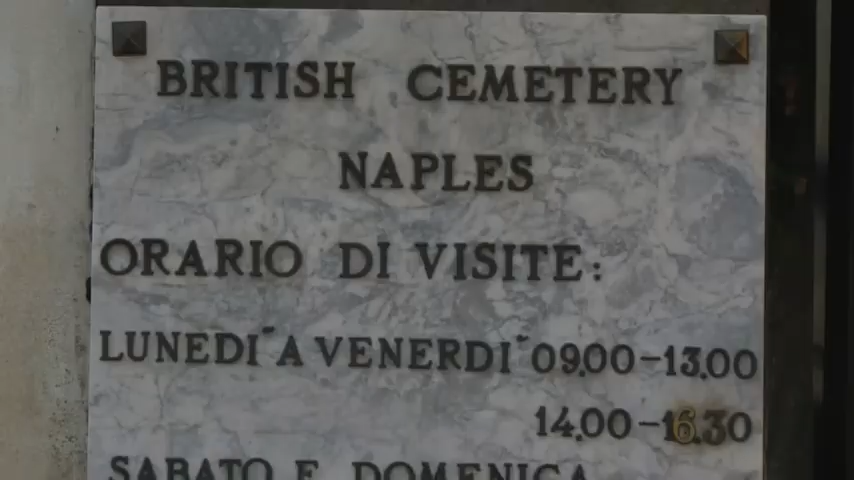 BRITISH CEMETERY
NAPLES
ORARIO DI VISITE:
LUNEDI¯ A VENERDI¯ 09.00-13.00
14.00-16.30
SABATO E DOMENICA